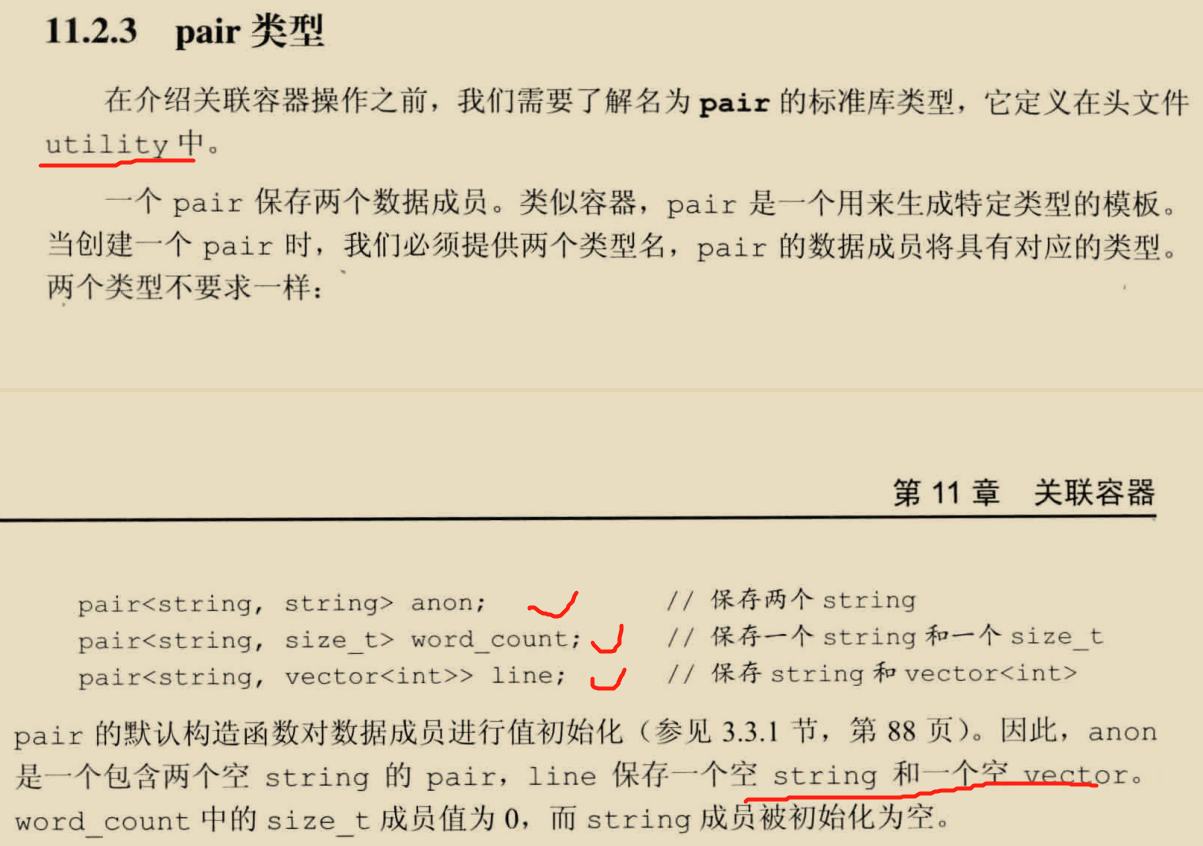 11.2.3 pair 类型
在介绍关联容器操作之前，我们需要了解名为 pair 的标准库类型，它定义在头文件
utility 中。
一个 pair 保存两个数据成员。类似容器，pair 是一个用来生成特定类型的模板。
当创建一个 pair 时，我们必须提供两个类型名，pair 的数据成员将具有对应的类型。
两个类型不要求一样：
第 11 章 关联容器
pair<string, string> anon; // 保存两个 string
pair<string, size_t> word_count; // 保存一个 string 和一个 size_t
pair<string, vector<int>> line; // 保存 string 和 vector<int>
pair 的默认构造函数对数据成员进行值初始化（参见 3.3.1 节，第 88 页）。因此，anon
是一个包含两个空 string 的 pair，line 保存一个空 string 和一个空 vector。
word_count 中的 size_t 成员值为 0，而 string 成员被初始化为空。